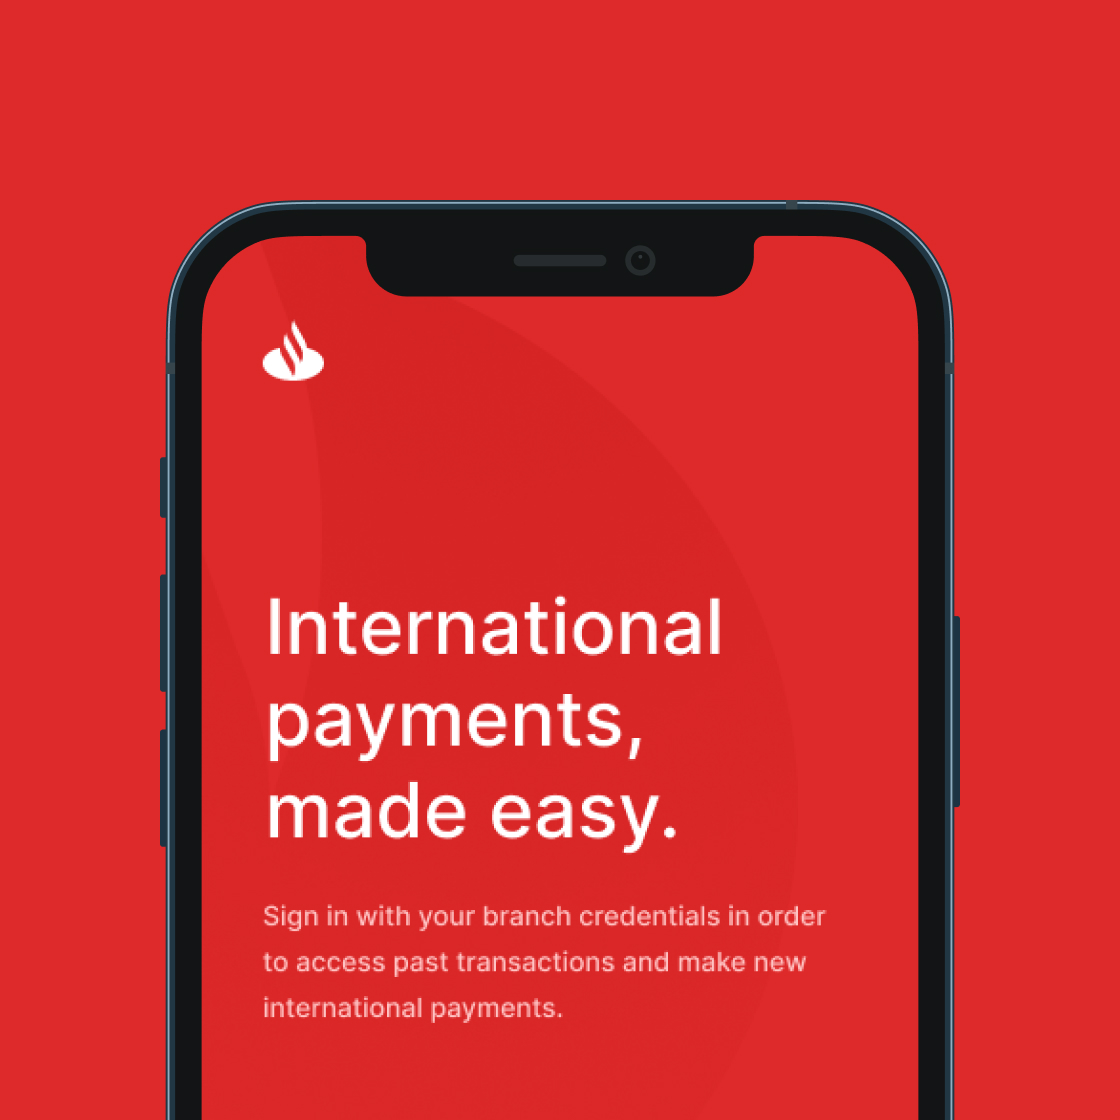 International
payments,
made easy.
Sign in with your branch credentials in order
to access past transactions and make new
international payments.